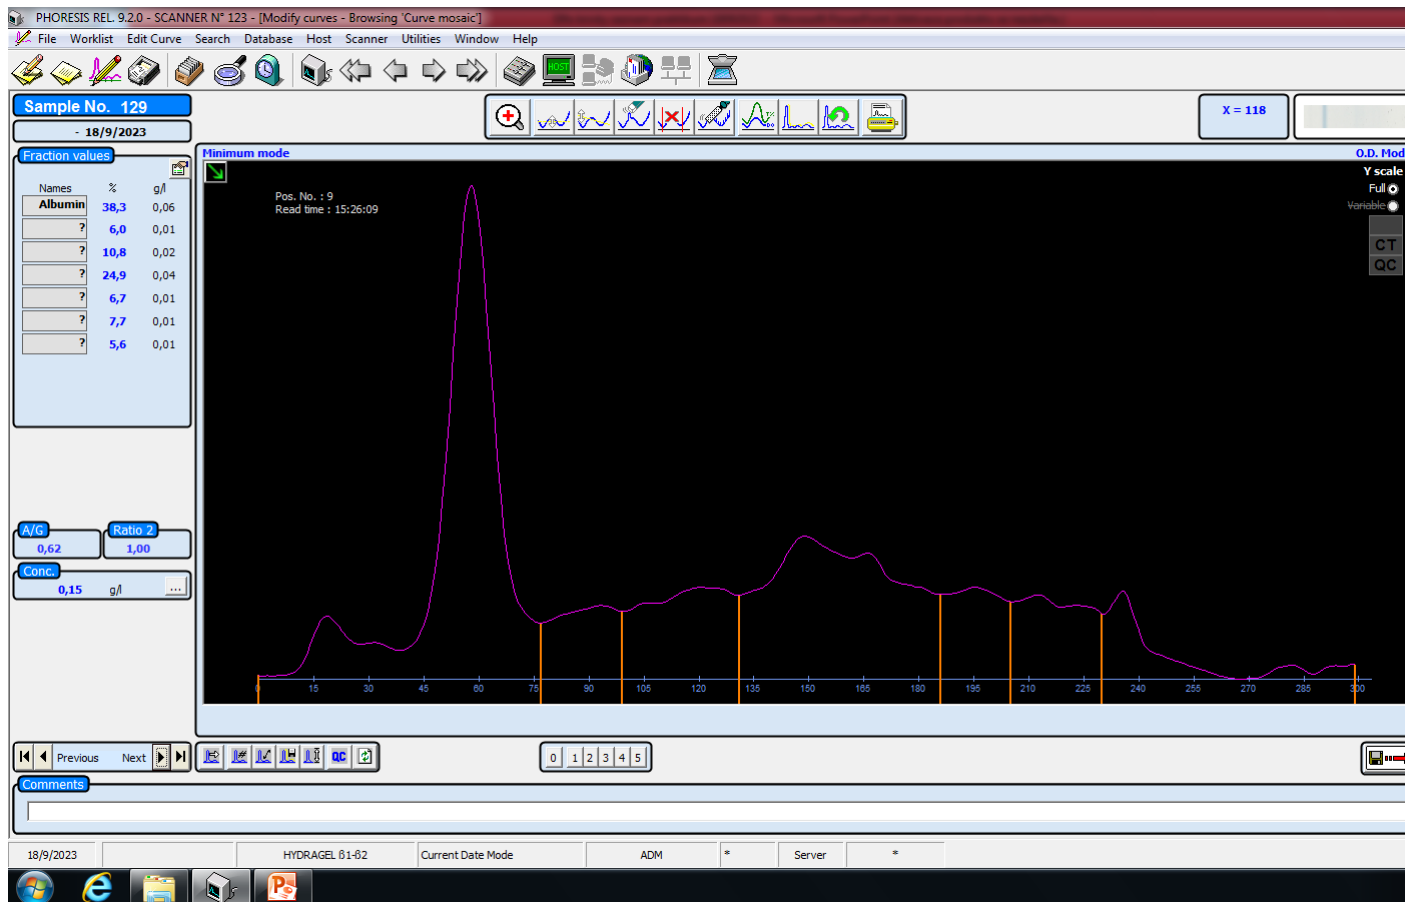 PHORESIS REL. 9.2.0 - SCANNER N° 123 - [Modify curves - Browsing 'Curve mosaic']
File Worklist Edit Curve Search Database Host Scanner Utilities Window Help
HOST
Sample No. 129
- 18/9/2023
X = 118
Fraction values
Names % g/l
Albumin 38,3 0,06
? 6,0 0,01
? 10,8 0,02
? 24,9 0,04
? 6,7 0,01
? 7,7 0,01
? 5,6 0,01
A/G
0,62
Ratio 2
1,00
Conc.
0,15 g/l ...
Minimum mode
O.D. Mod
Pos. No. : 9
Read time : 15:26:09
Y scale
Full
Variable
CT
QC
0 15 30 45 60 75 90 105 120 135 150 165 180 195 210 225 240 255 270 285 300
Previous Next
QC
0 1 2 3 4 5
Comments
18/9/2023 HYDRAGEL ß1-ß2 Current Date Mode ADM * Server *